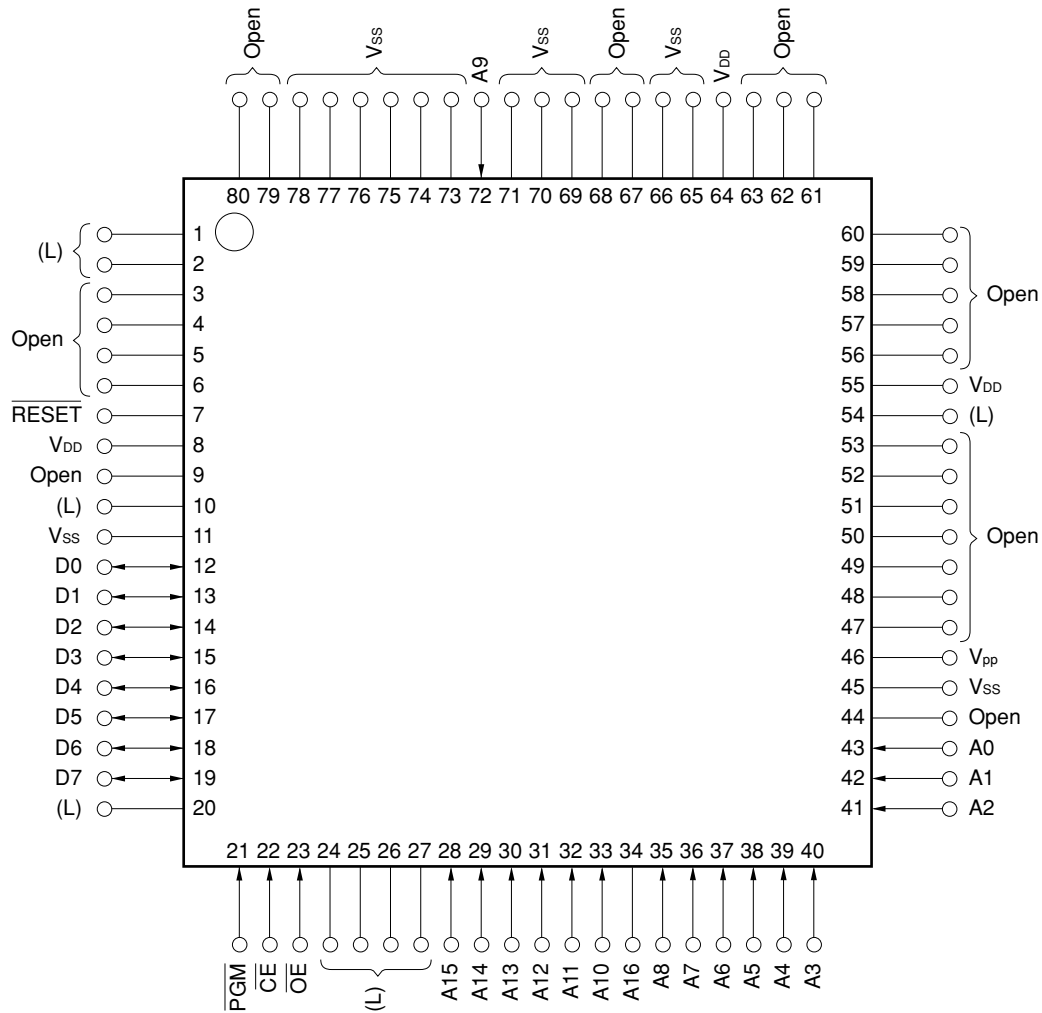 Open
VSS
A9
VSS
Open
VSS
VDD
Open
80 79 78 77 76 75 74 73 72 71 70 69 68 67 66 65 64 63 62 61
(L)
1
2
Open
3
4
5
6
RESET 7
VDD 8
Open 9
(L) 10
VSS 11
D0 12
D1 13
D2 14
D3 15
D4 16
D5 17
D6 18
D7 19
(L) 20
60
59
58
57
56
Open
55 VDD
54 (L)
53
52
51
50
49
48
47
Open
46 Vpp
45 VSS
44 Open
43 A0
42 A1
41 A2
21 22 23 24 25 26 27 28 29 30 31 32 33 34 35 36 37 38 39 40
PGM
CE
OE
(L)
A15
A14
A13
A12
A11
A10
A16
A8
A7
A6
A5
A4
A3